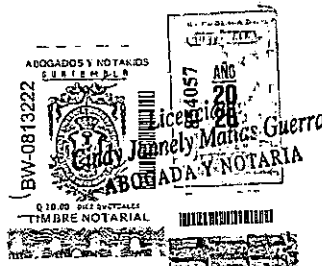 ABOGADOS Y NOTARIOS
GUATEMALA
BW-0813222
Q 10.00 DIEZ QUETZALES
TIMBRE NOTARIAL
4057
AÑO
20
Licenciada
Cindy Jannely Matías Guerra
ABOGADA Y NOTARIA